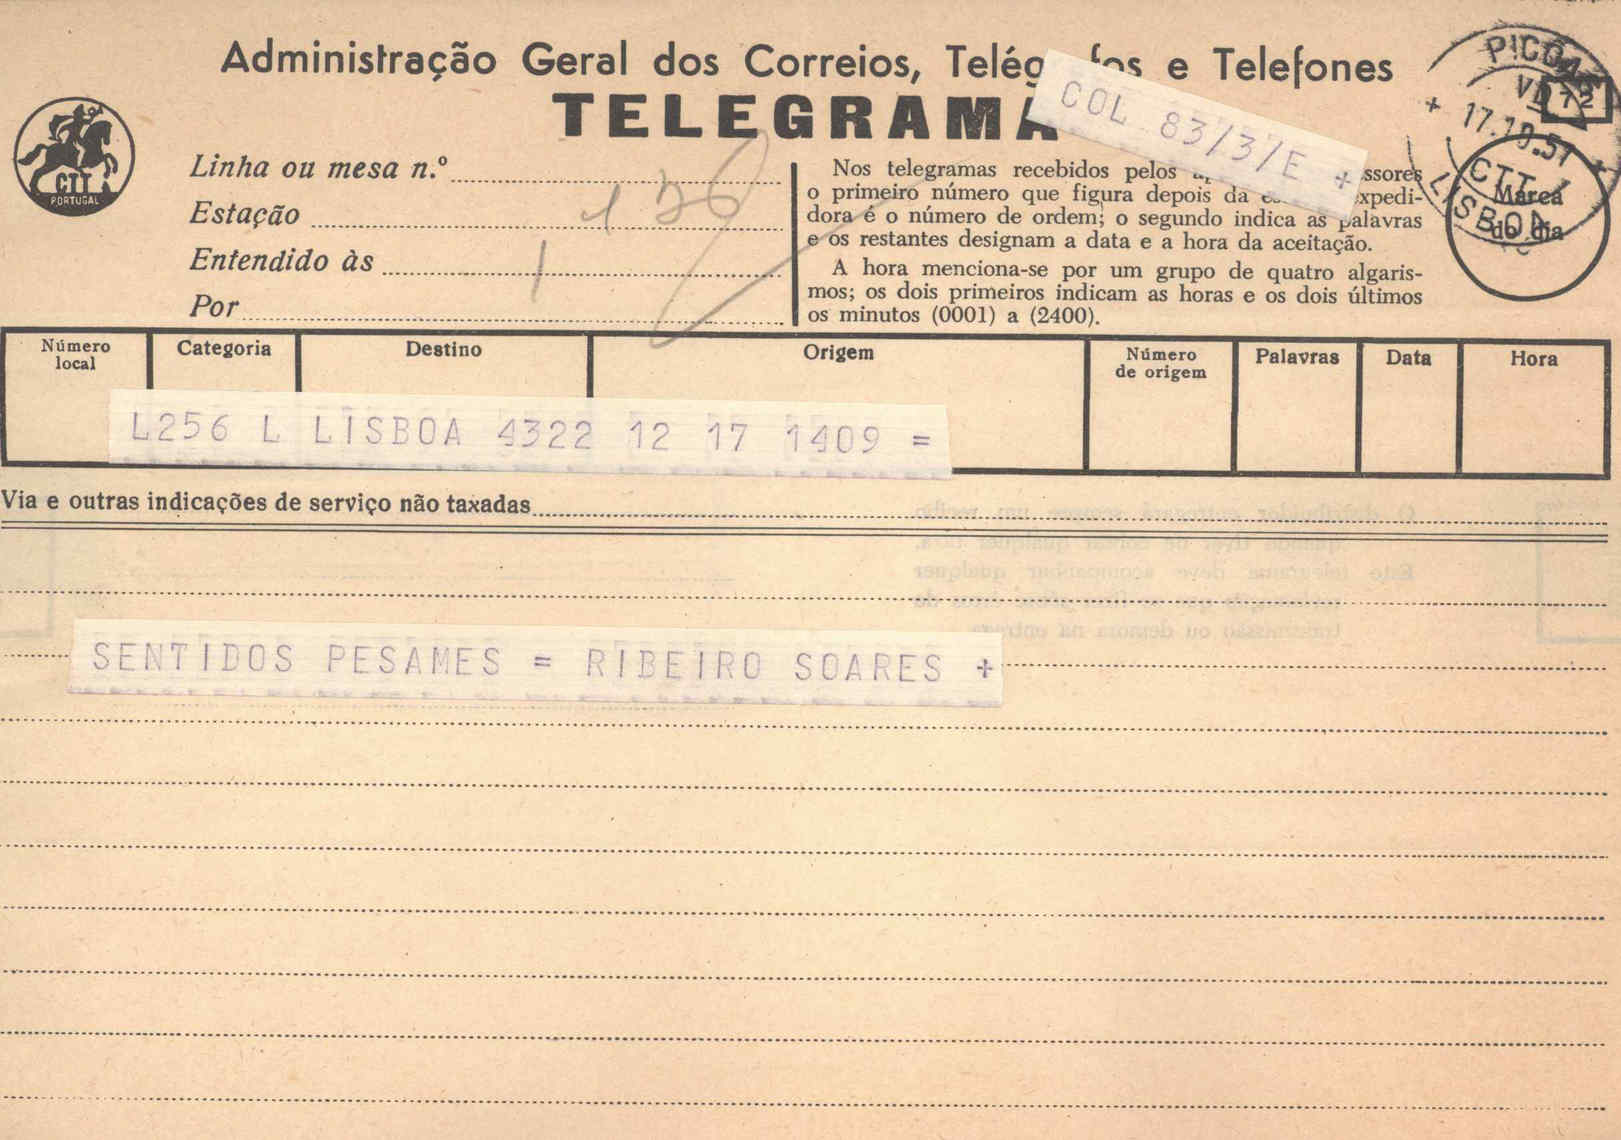 Administração Geral dos Correios, Telég fos e Telefones
TELEGRAMA
COL 83/3/E +
PICOAS
72
17.10.57
CTT
LISBOA
Marca
do dia
CTT
PORTUGAL
Linha ou mesa n.º
Estação
Entendido às
Por
Nos telegramas recebidos pelos ssores
o primeiro número que figura depois da expedi-
dora é o número de ordem; o segundo indica as palavras
e os restantes designam a data e a hora da aceitação.
A hora menciona-se por um grupo de quatro algaris-
mos; os dois primeiros indicam as horas e os dois últimos
os minutos (0001) a (2400).
Número local
Categoria
Destino
Origem
Número de origem
Palavras
Data
Hora
L256 L LISBOA 4322 12 17 1409 =
Via e outras indicações de serviço não taxadas
SENTIDOS PESAMES = RIBEIRO SOARES +